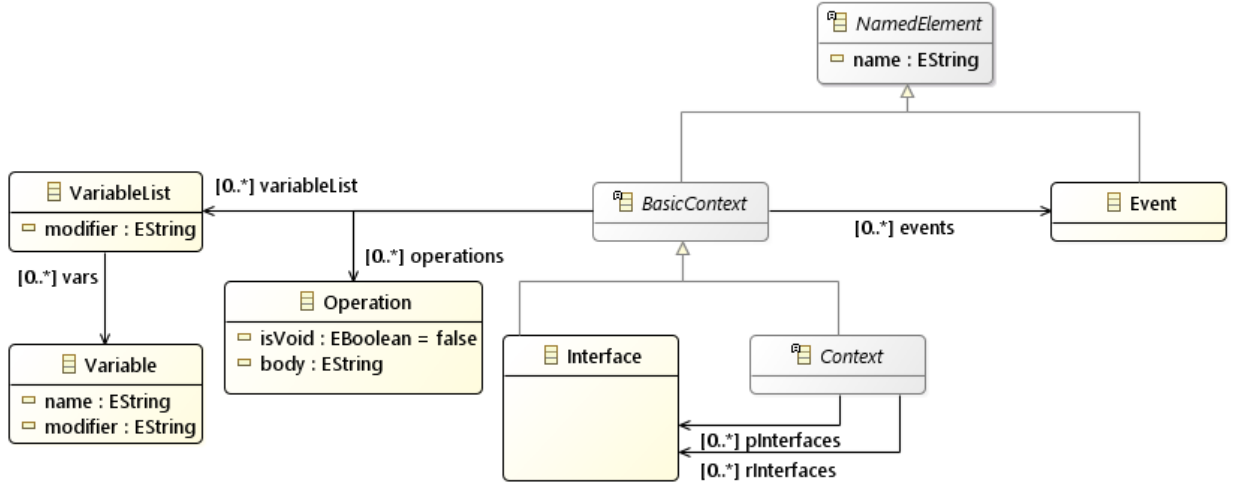 NamedElement
name : EString
VariableList
modifier : EString
[0..*] variableList
BasicContext
[0..*] events
Event
[0..*] operations
[0..*] vars
Operation
isVoid : EBoolean = false
body : EString
Variable
name : EString
modifier : EString
Interface
Context
[0..*] pInterfaces
[0..*] rInterfaces